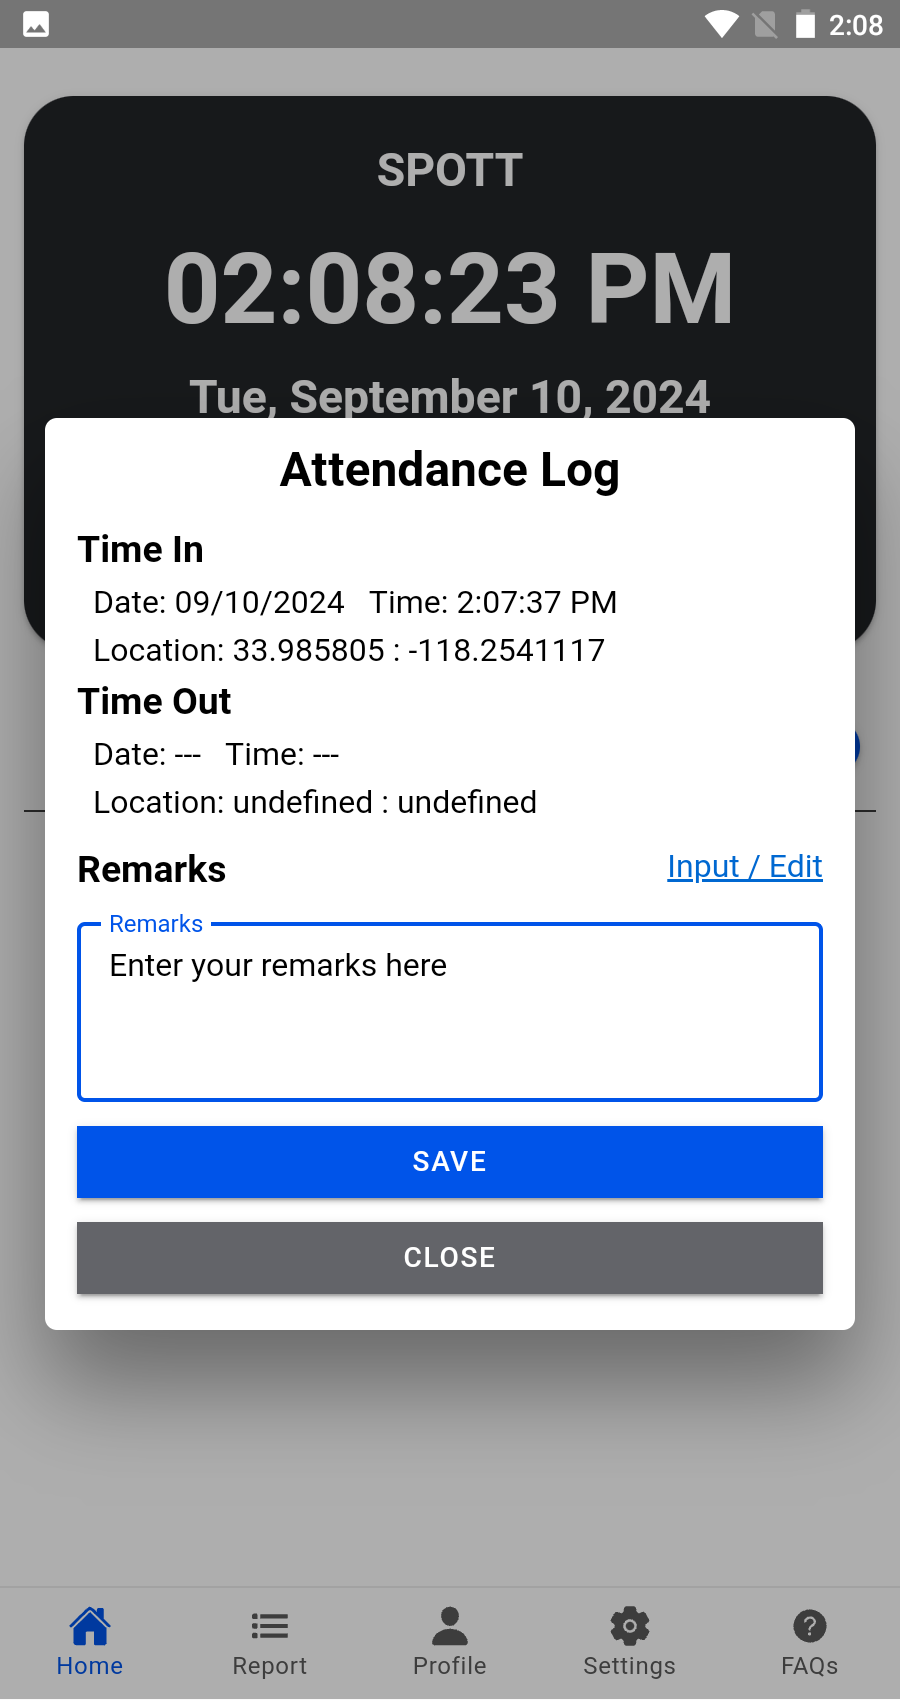 2:08
SPOTT
02:08:23 PM
Tue, September 10, 2024
Attendance Log
Time In
Date: 09/10/2024 Time: 2:07:37 PM
Location: 33.985805 : -118.2541117
Time Out
Date: --- Time: ---
Location: undefined : undefined
Remarks Input / Edit
Remarks
Enter your remarks here
SAVE
CLOSE
Home Report Profile Settings FAQs